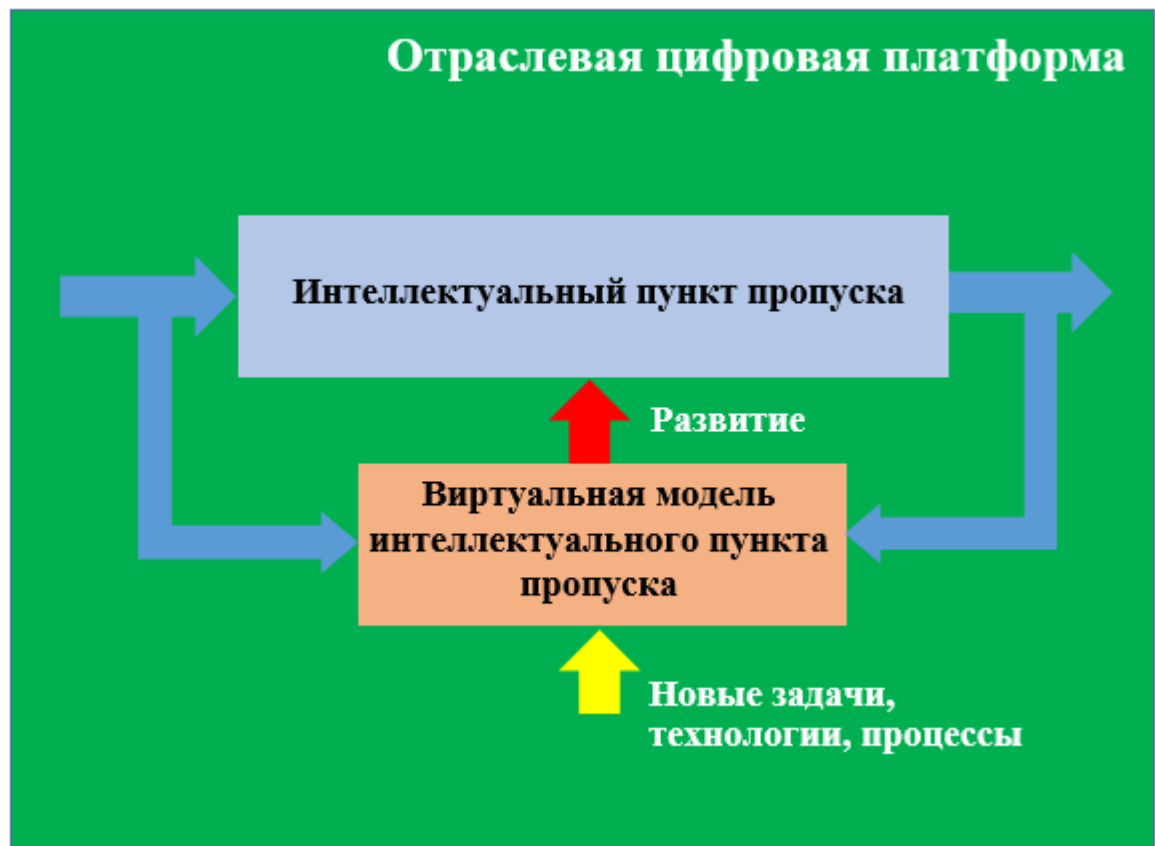 Отраслевая цифровая платформа
Интеллектуальный пункт пропуска
Развитие
Виртуальная модель
интеллектуального пункта
пропуска
Новые задачи,
технологии, процессы